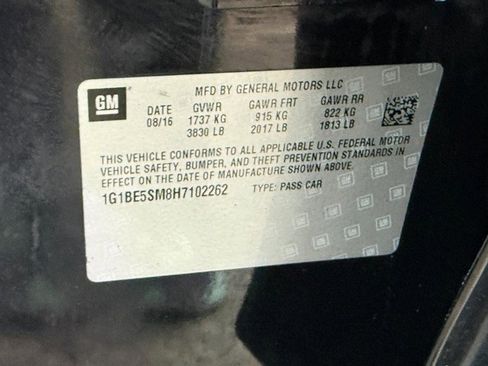 GM
MFD BY GENERAL MOTORS LLC
DATE GVWR GAWR FRT GAWR RR
08/16 1737 KG 915 KG 822 KG
3830 LB 2017 LB 1813 LB
THIS VEHICLE CONFORMS TO ALL APPLICABLE U.S. FEDERAL MOTOR
VEHICLE SAFETY, BUMPER, AND THEFT PREVENTION STANDARDS IN
EFFECT ON THE DATE OF MANUFACTURE SHOWN ABOVE.
1G1BE5SM8H7102262 TYPE: PASS CAR